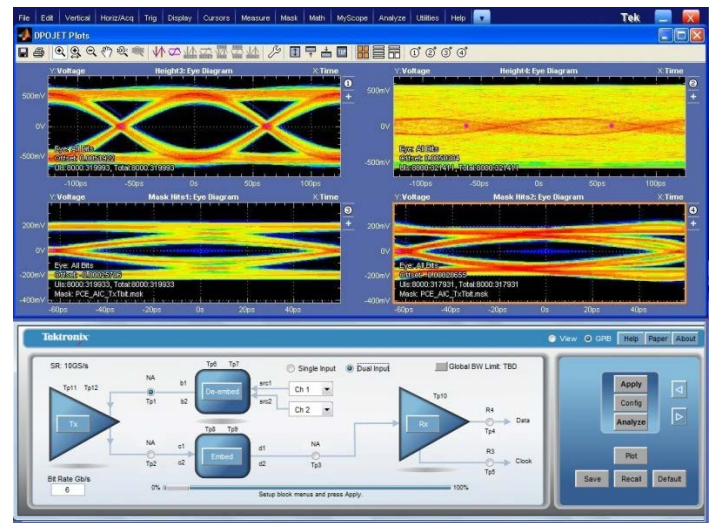 File Edit Vertical Horiz/Acq Trig Display Cursors Measure Mask Math MyScope Analyze Utilities Help Tek
DPOJET Plots
Y:Voltage Height3: Eye Diagram X:Time
500mV
0V
-500mV
Eye: All Bits
UIs:8000:319993, Total:8000:319993
-100ps -50ps 0s 50ps 100ps
Y:Voltage Height4: Eye Diagram X:Time
500mV
0V
-500mV
Eye: All Bits
UIs:8000:327411, Total:8000:327411
-100ps -50ps 0s 50ps 100ps
Y:Voltage Mask Hits1: Eye Diagram X:Time
200mV
0V
-200mV
-400mV
Eye: All Bits
UIs:8000:319933, Total:8000:319933
Mask: PCE_AIC_TxTbit.msk
-60ps -40ps -20ps 0s 20ps 40ps
Y:Voltage Mask Hits2: Eye Diagram X:Time
200mV
0V
-200mV
-400mV
Eye: All Bits
UIs:8000:317931, Total:8000:317931
Mask: PCE_AIC_TxTbit.msk
-60ps -40ps -20ps 0s 20ps 40ps
Tektronix View GPIB Help Paper About
SR: 10GS/s
Tp11 Tp12
Tx
NA
Tp1
b1
b2
Tp6 Tp7
De-embed
src1
src2
Single Input Dual Input
Ch 1
Ch 2
Global BW Limit: TBD
NA
Tp2
c1
c2
Tp8 Tp9
Embed
d1
d2
NA
Tp3
Tp10
Rx
R4
Tp4
Data
R3
Tp5
Clock
Bit Rate Gb/s
6
0% 100%
Setup block menus and press Apply.
Apply
Config
Analyze
Plot
Save Recall Default